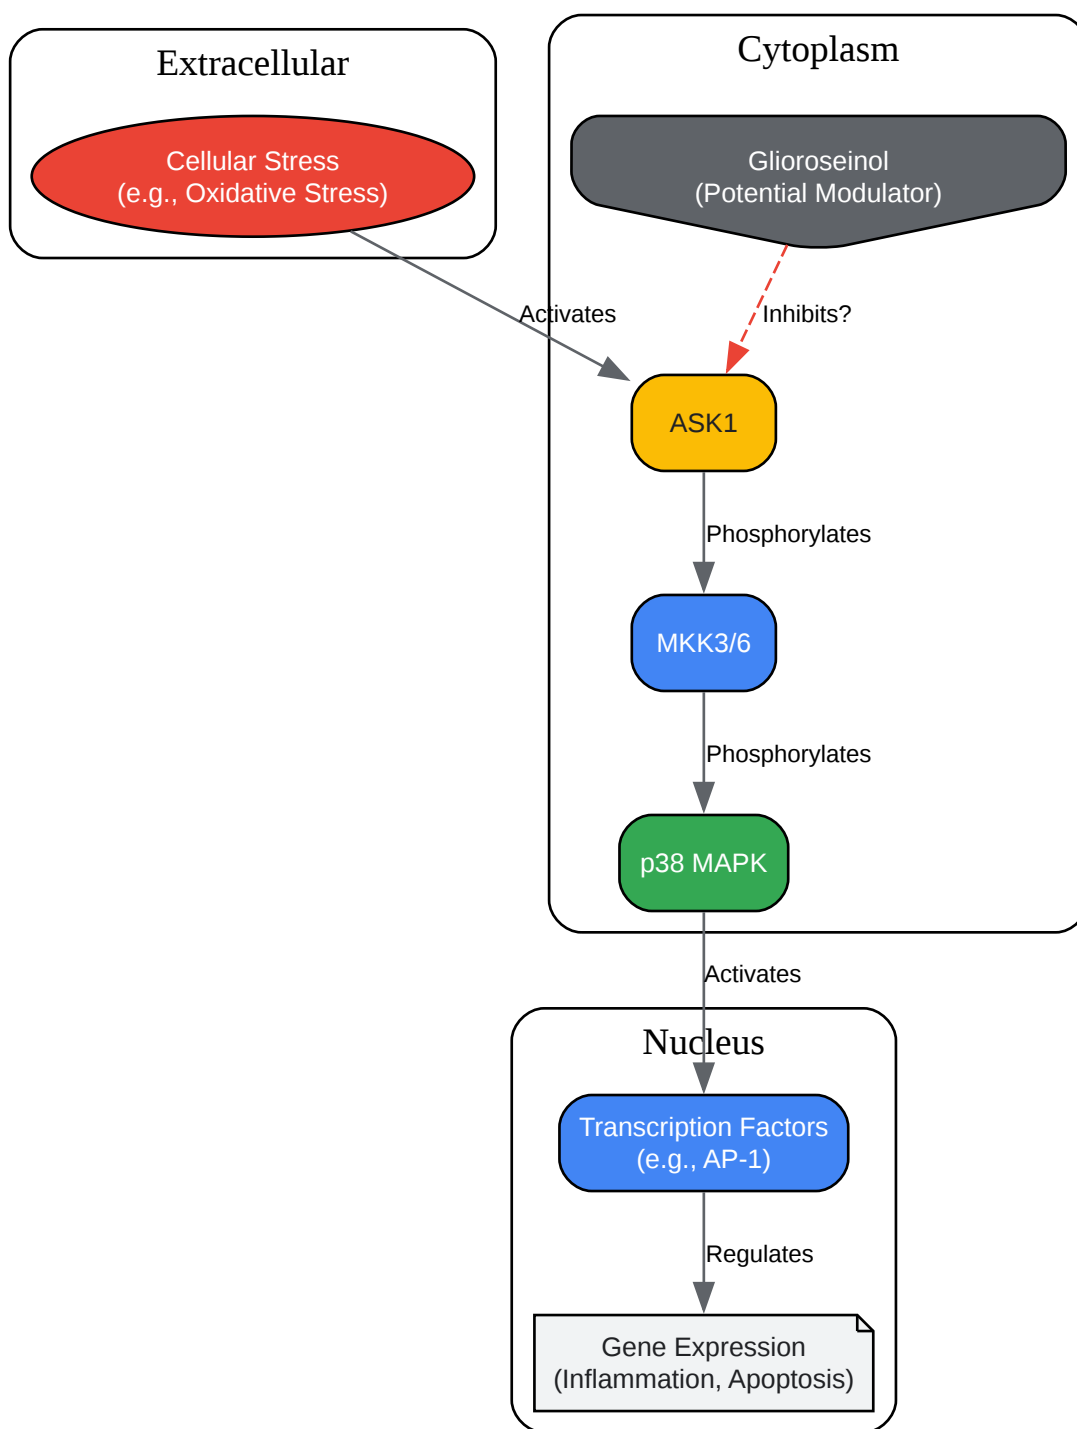 Extracellular
Cytoplasm
Cellular Stress
(e.g., Oxidative Stress)
Glioroseinol
(Potential Modulator)
Activates
Inhibits?
ASK1
Phosphorylates
MKK3/6
Phosphorylates
p38 MAPK
Activates
Nucleus
Transcription Factors
(e.g., AP-1)
Regulates
Gene Expression
(Inflammation, Apoptosis)